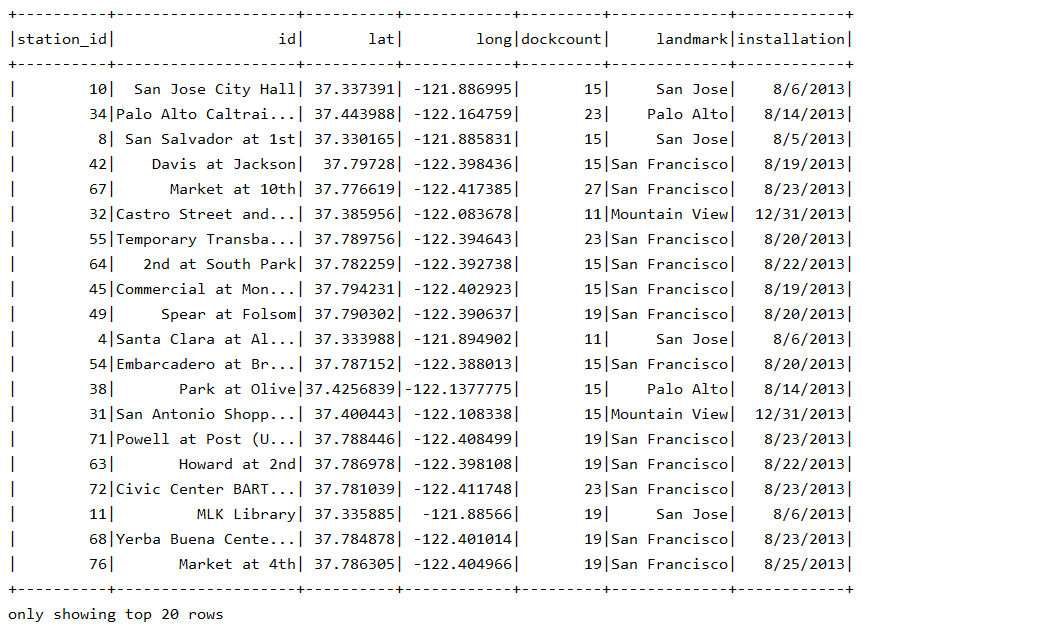 +----------+--------------------+----------+------------+---------+-------------+------------+
|station_id|                  id|       lat|        long|dockcount|     landmark|installation|
+----------+--------------------+----------+------------+---------+-------------+------------+
|        10|  San Jose City Hall| 37.337391| -121.886995|       15|     San Jose|    8/6/2013|
|        34|Palo Alto Caltrai...| 37.443988| -122.164759|       23|    Palo Alto|   8/14/2013|
|         8| San Salvador at 1st| 37.330165| -121.885831|       15|     San Jose|    8/5/2013|
|        42|    Davis at Jackson|  37.79728| -122.398436|       15|San Francisco|   8/19/2013|
|        67|      Market at 10th| 37.776619| -122.417385|       27|San Francisco|   8/23/2013|
|        32|Castro Street and...| 37.385956| -122.083678|       11|Mountain View|  12/31/2013|
|        55|Temporary Transba...| 37.789756| -122.394643|       23|San Francisco|   8/20/2013|
|        64|   2nd at South Park| 37.782259| -122.392738|       15|San Francisco|   8/22/2013|
|        45|Commercial at Mon...| 37.794231| -122.402923|       15|San Francisco|   8/19/2013|
|        49|     Spear at Folsom| 37.790302| -122.390637|       19|San Francisco|   8/20/2013|
|         4|Santa Clara at Al...| 37.333988| -121.894902|       11|     San Jose|    8/6/2013|
|        54|Embarcadero at Br...| 37.787152| -122.388013|       15|San Francisco|   8/20/2013|
|        38|       Park at Olive|37.4256839|-122.1377775|       15|    Palo Alto|   8/14/2013|
|        31|San Antonio Shopp...| 37.400443| -122.108338|       15|Mountain View|  12/31/2013|
|        71|Powell at Post (U...| 37.788446| -122.408499|       19|San Francisco|   8/23/2013|
|        63|       Howard at 2nd| 37.786978| -122.398108|       19|San Francisco|   8/22/2013|
|        72|Civic Center BART...| 37.781039| -122.411748|       23|San Francisco|   8/23/2013|
|        11|         MLK Library| 37.335885|  -121.88566|       19|     San Jose|    8/6/2013|
|        68|Yerba Buena Cente...| 37.784878| -122.401014|       19|San Francisco|   8/23/2013|
|        76|       Market at 4th| 37.786305| -122.404966|       19|San Francisco|   8/25/2013|
+----------+--------------------+----------+------------+---------+-------------+------------+
only showing top 20 rows